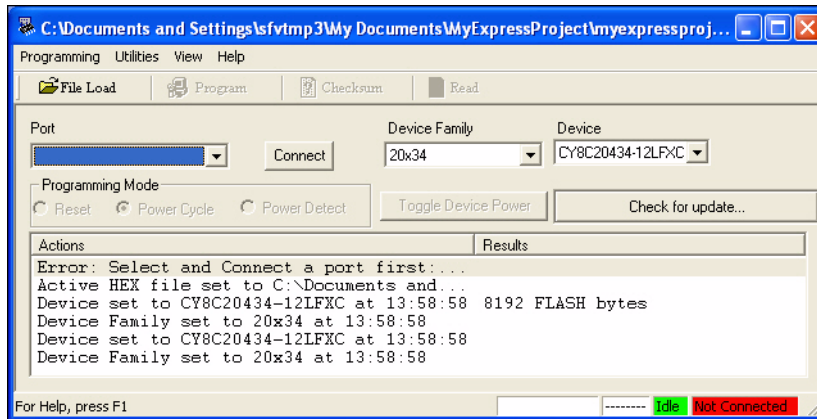 C:\Documents and Settings\sfvtmp3\My Documents\MyExpressProject\myexpressproj...
Programming Utilities View Help
File Load Program Checksum Read
Port Device Family Device
Connect 20x34 CY8C20434-12LFXC
Programming Mode
Reset Power Cycle Power Detect Toggle Device Power Check for update...
Actions Results
Error: Select and Connect a port first:...
Active HEX file set to C:\Documents and...
Device set to CY8C20434-12LFXC at 13:58:58 8192 FLASH bytes
Device Family set to 20x34 at 13:58:58
Device set to CY8C20434-12LFXC at 13:58:58
Device Family set to 20x34 at 13:58:58
For Help, press F1 -------- Idle Not Connected